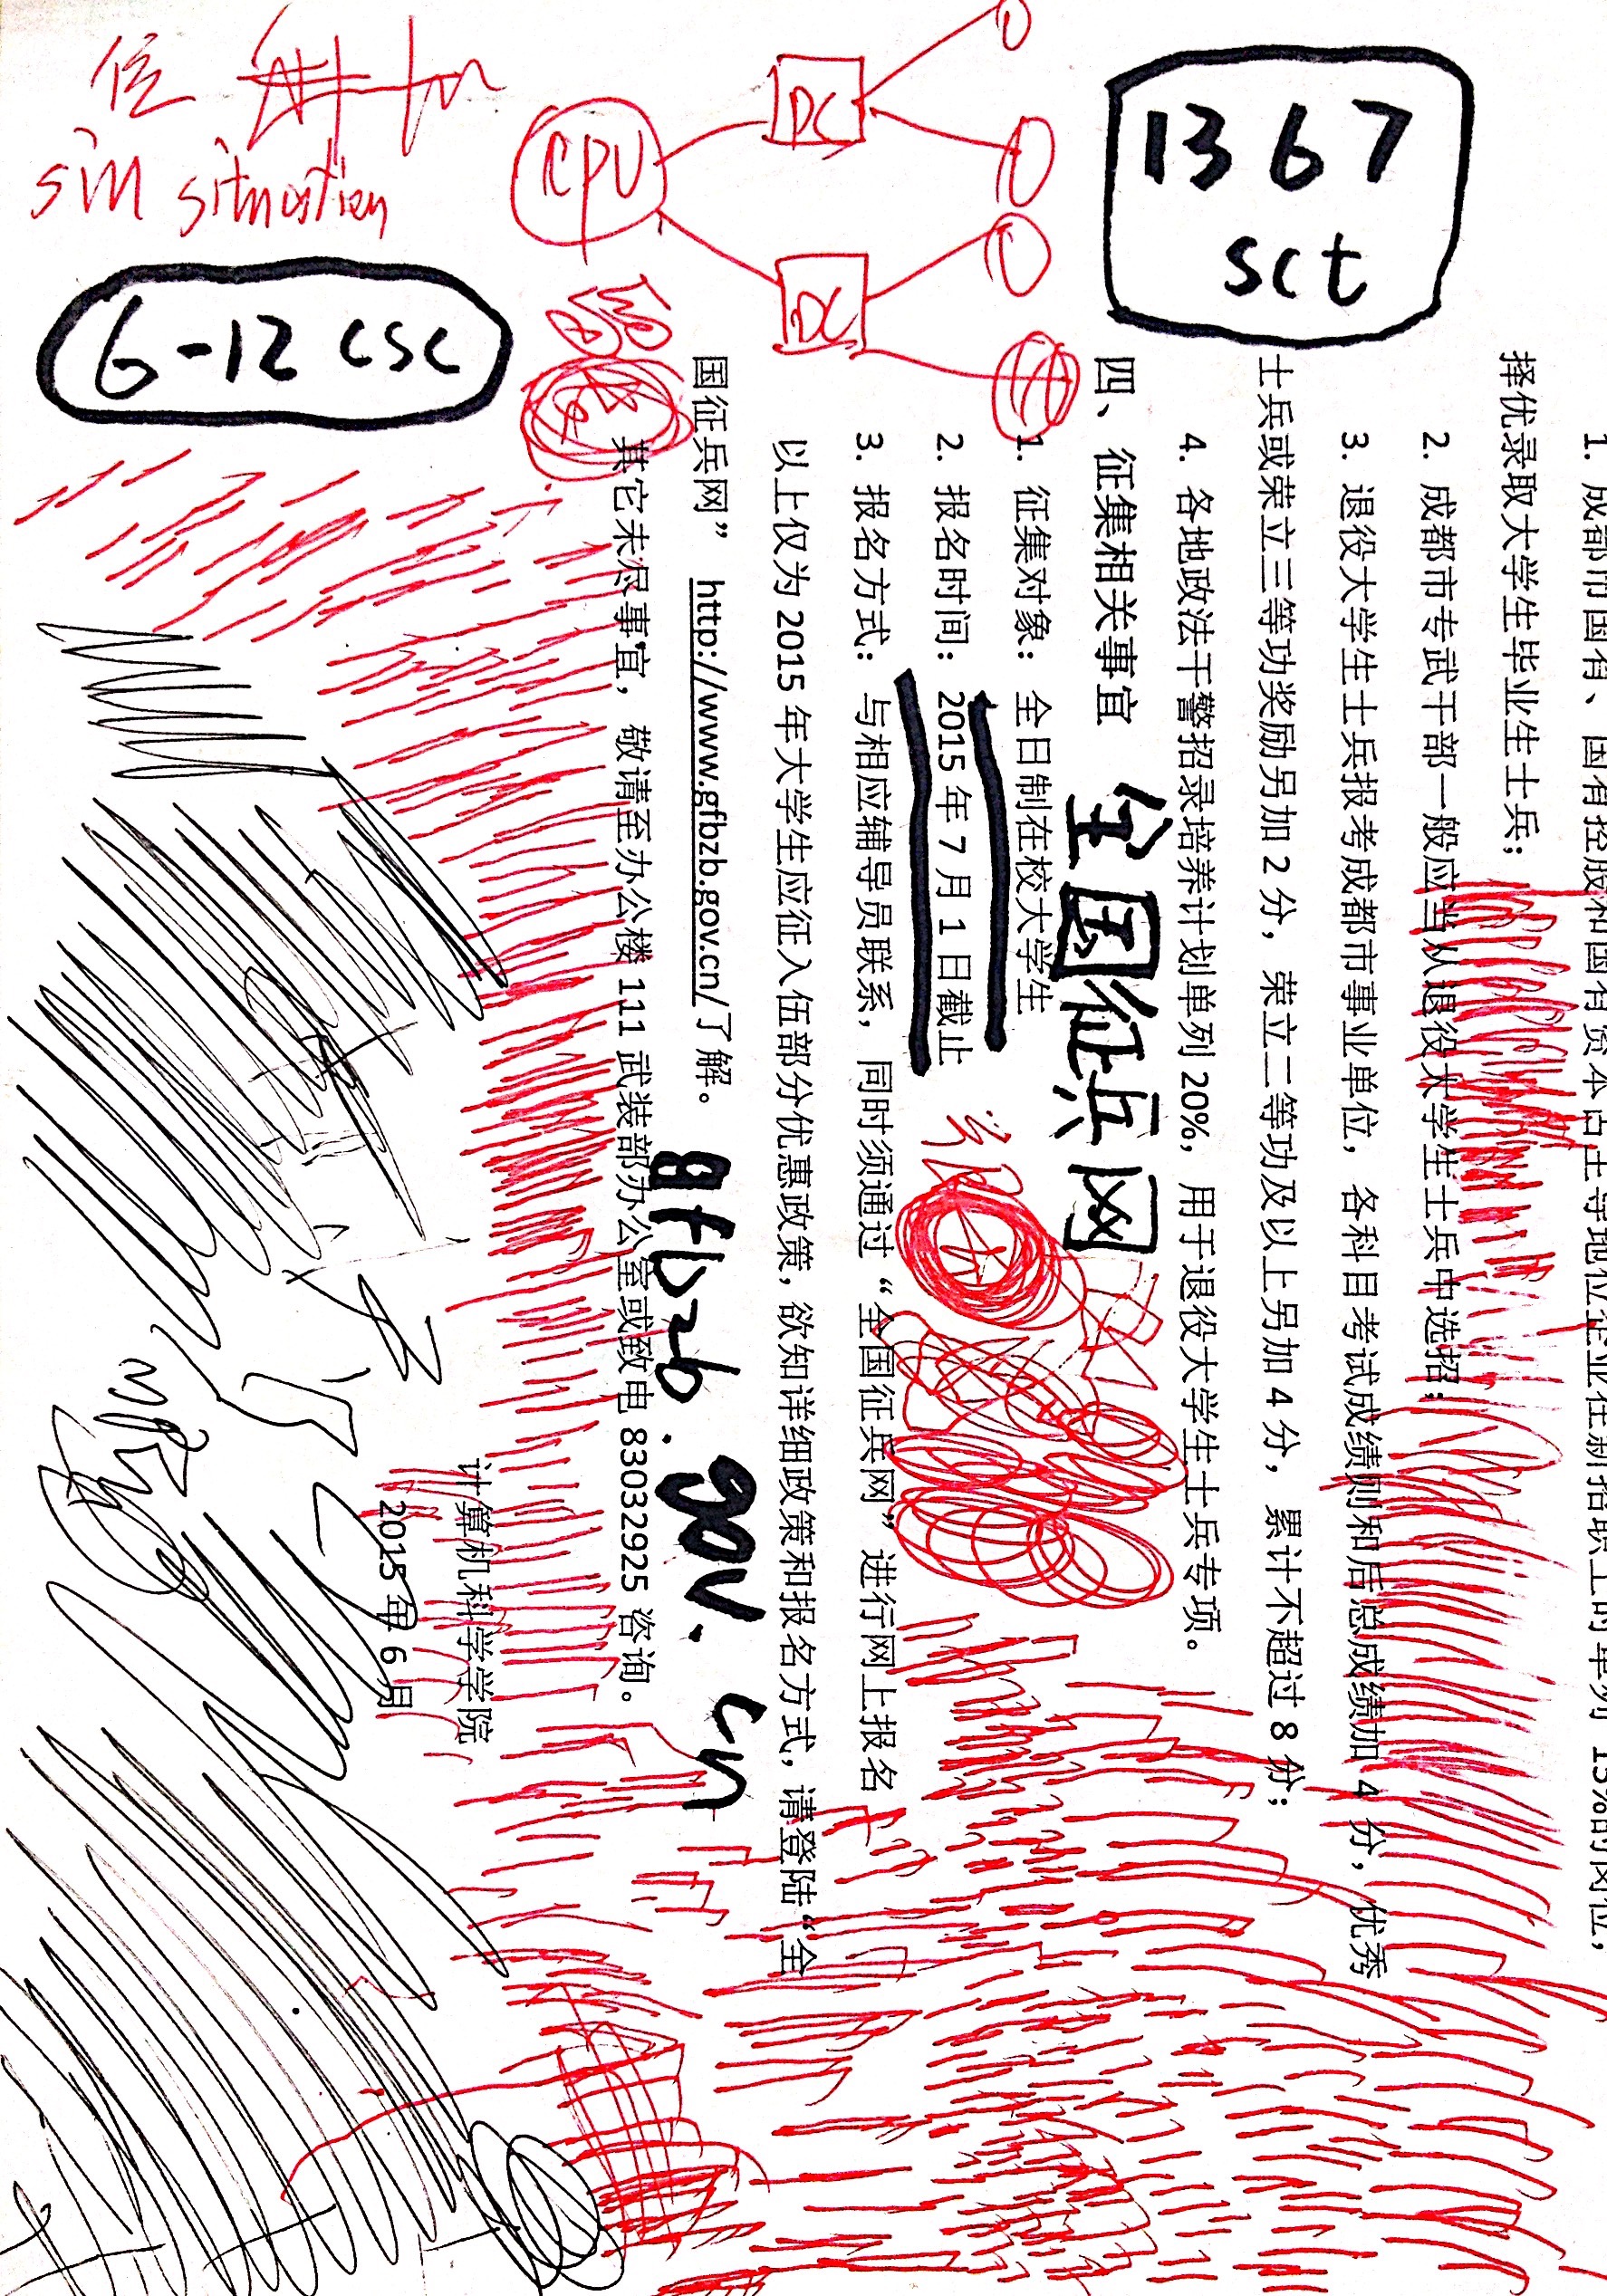 1. 成都市国有、国有控股和国有资本占主导地位企业在新招职工时单列 15%的岗位，
择优录取大学生毕业生士兵；
2. 成都市专武干部一般应当从退役大学生士兵中选招；
3. 退役大学生士兵报考成都市事业单位，各科目考试成绩则和后总成绩加 4 分，优秀
士兵或荣立三等功奖励另加 2 分，荣立二等功及以上另加 4 分，累计不超过 8 分；
4. 各地政法干警招录培养计划单列 20%，用于退役大学生士兵专项。
四、征集相关事宜
全国征兵网
1. 征集对象：全日制在校大学生
2. 报名时间：2015 年 7 月 1 日截止
3. 报名方式：与相应辅导员联系，同时须通过“全国征兵网”进行网上报名
以上仅为 2015 年大学生应征入伍部分优惠政策，欲知详细政策和报名方式，请登陆“全
国征兵网” http://www.gfbzb.gov.cn/了解。
gfbzb.gov.cn
其它未尽事宜，敬请至办公楼 111 武装部办公室或致电 83032925 咨询。
计算机科学学院
2015 年 6 月
1367
sct
CPU
DC
DC
6-12 csc
sim situation